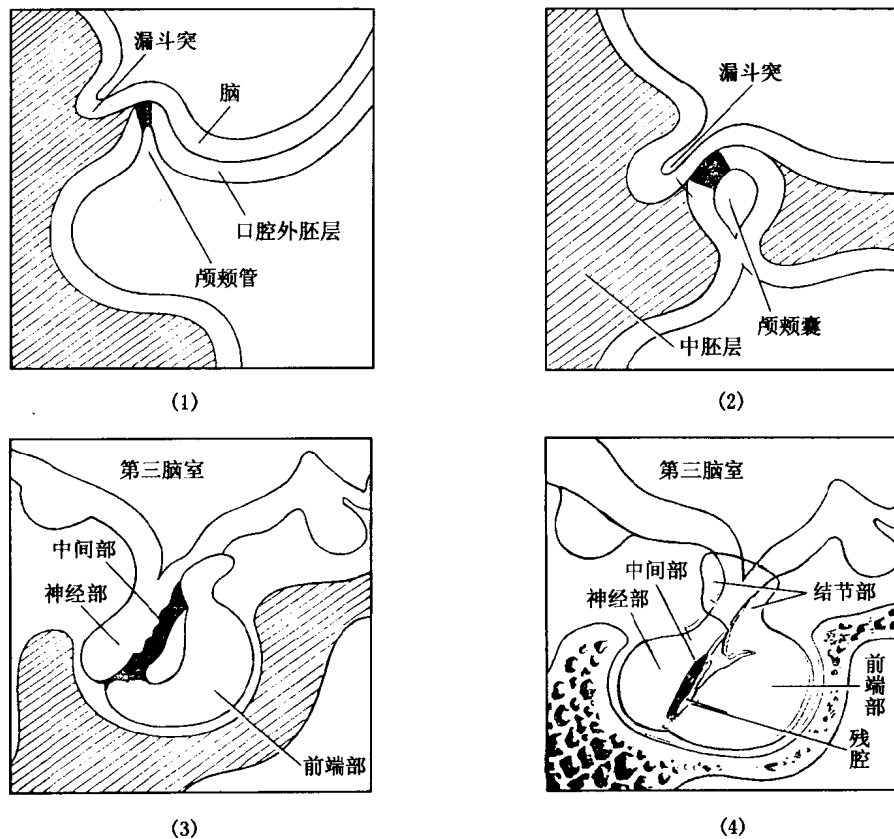 漏斗突
脑
口腔外胚层
颅颊管
(1)
漏斗突
颅颊囊
中胚层
(2)
第三脑室
中间部
神经部
前端部
(3)
第三脑室
中间部
神经部
结节部
前端部
残腔
(4)